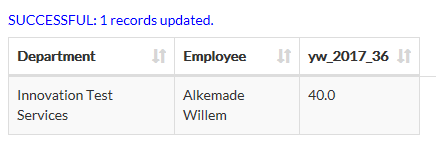 SUCCESSFUL: 1 records updated.
Department Employee yw_2017_36
Innovation Test Alkemade 40.0
Services Willem